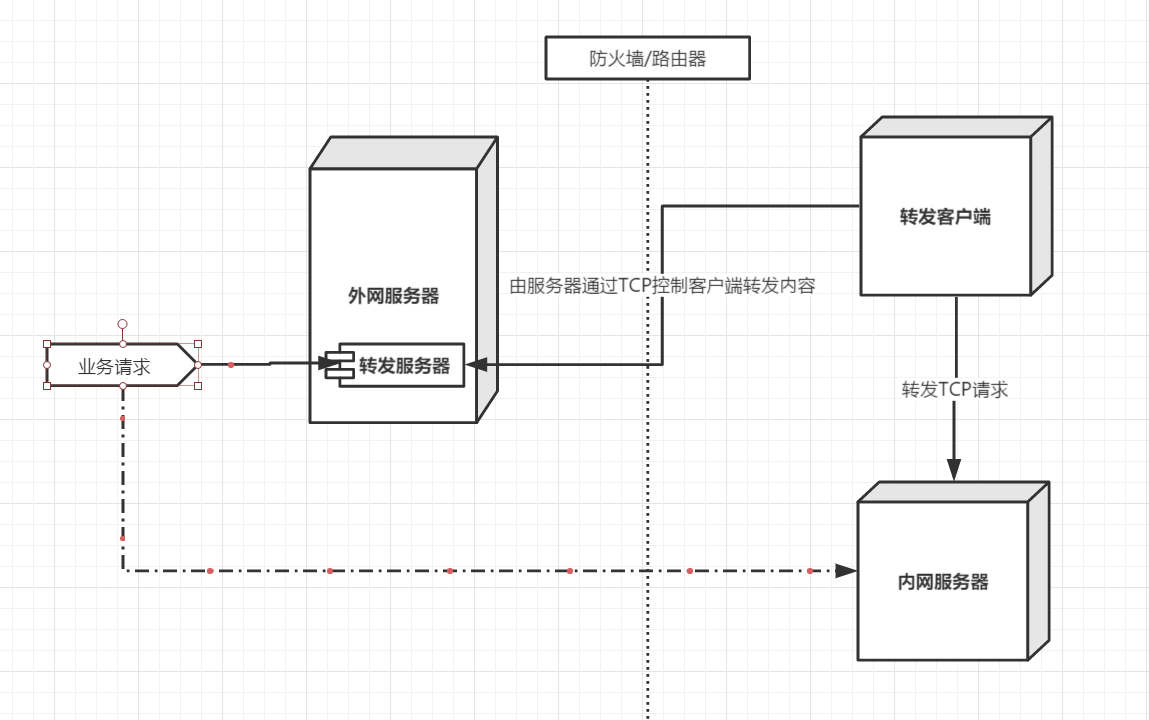 防火墙/路由器
转发客户端
由服务器通过TCP控制客户端转发内容
外网服务器
业务请求
转发服务器
转发TCP请求
内网服务器